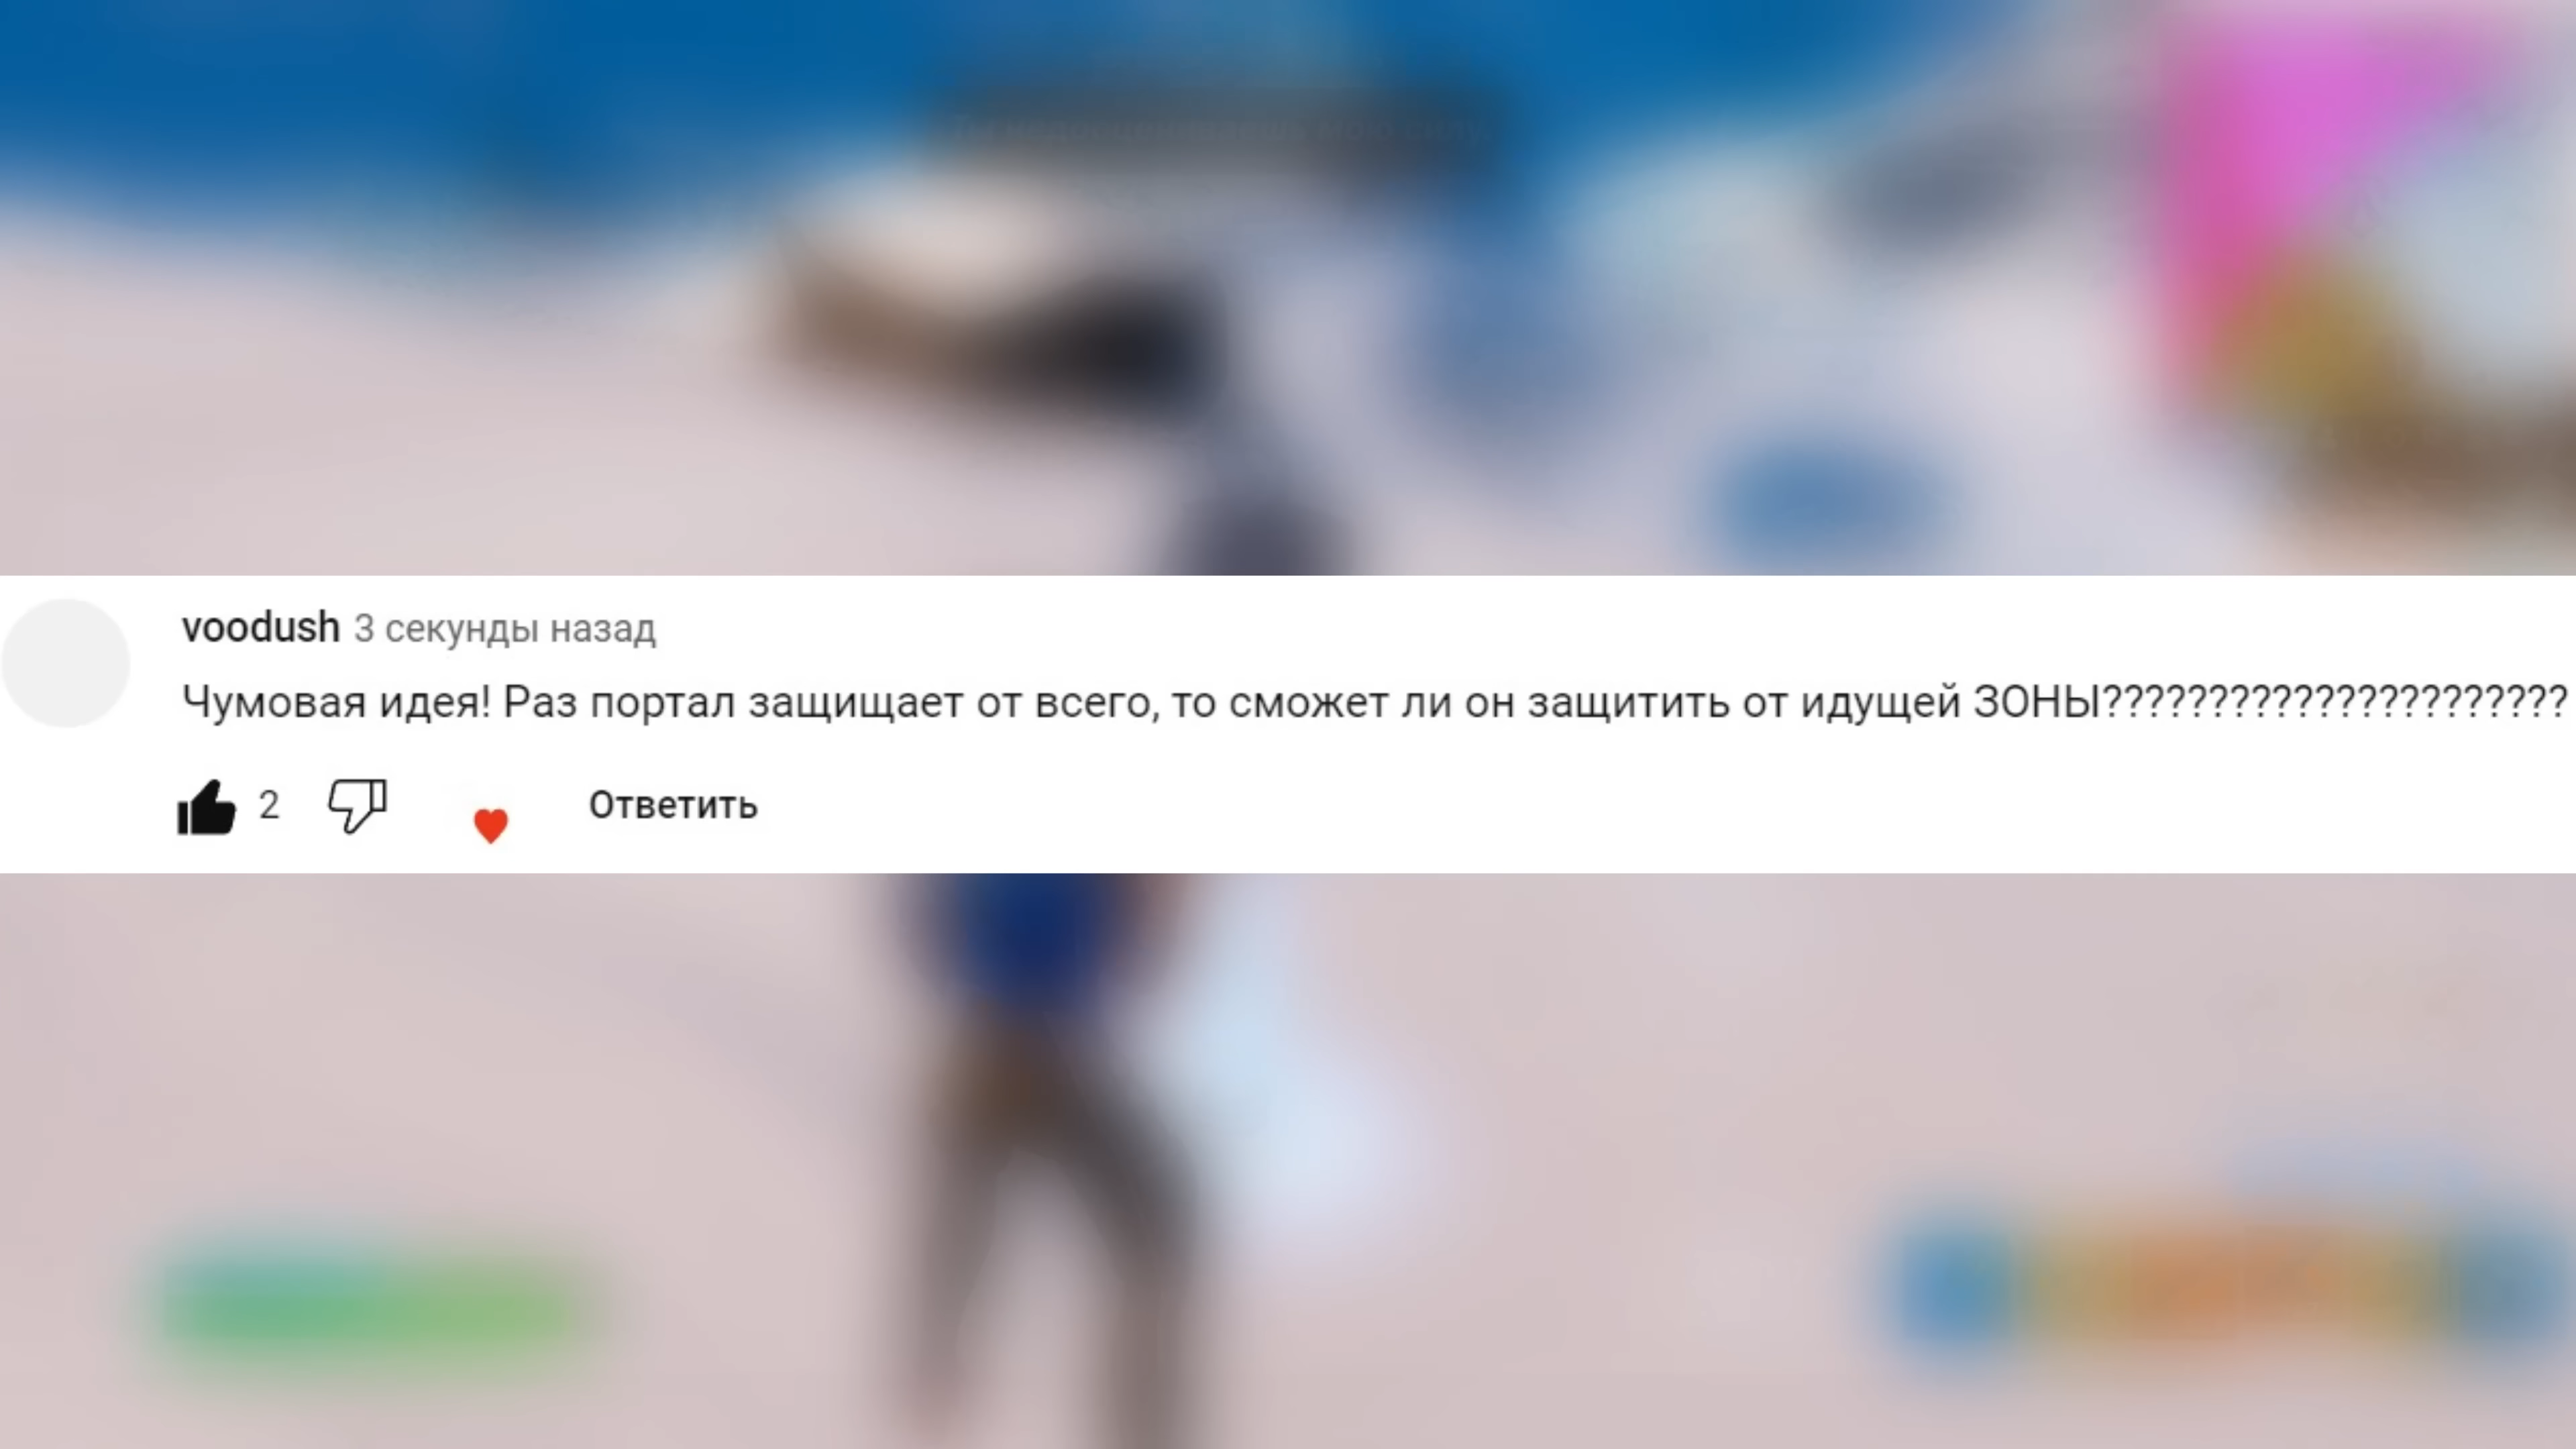 voodush 3 секунды назад
Чумовая идея! Раз портал защищает от всего, то сможет ли он защитить от идущей ЗОНЫ??????????????????????
2 Ответить